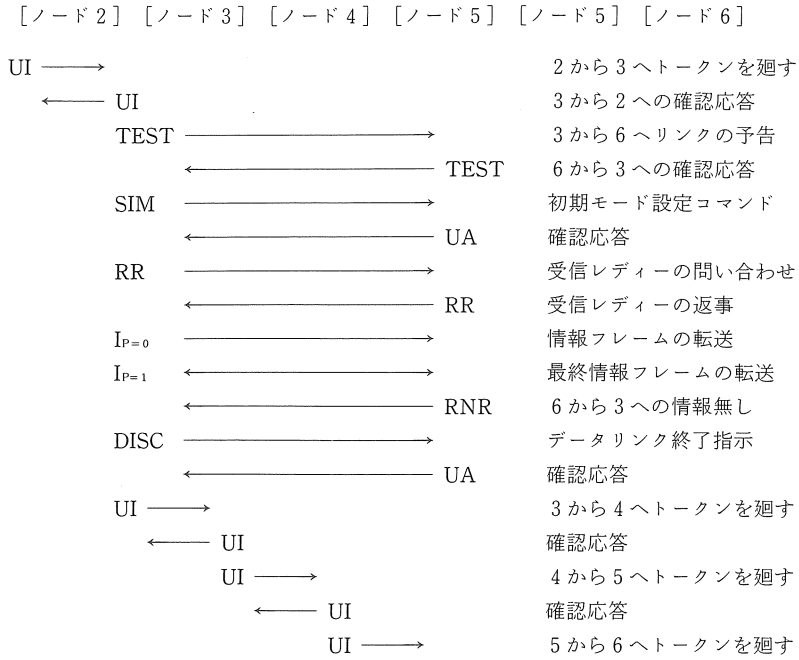 [ノード2] [ノード3] [ノード4] [ノード5] [ノード5] [ノード6]
UI ⟶ 2から3へトークンを廻す
⟵ UI 3から2への確認応答
TEST ⟶ 3から6へリンクの予告
⟵ TEST 6から3への確認応答
SIM ⟶ 初期モード設定コマンド
⟵ UA 確認応答
RR ⟶ 受信レディーの問い合わせ
⟵ RR 受信レディーの返事
I_{P=0} ⟶ 情報フレームの転送
I_{P=1} ⟷ 最終情報フレームの転送
⟵ RNR 6から3への情報無し
DISC ⟶ データリンク終了指示
⟵ UA 確認応答
UI ⟶ 3から4へトークンを廻す
⟵ UI 確認応答
UI ⟶ 4から5へトークンを廻す
⟵ UI 確認応答
UI ⟶ 5から6へトークンを廻す